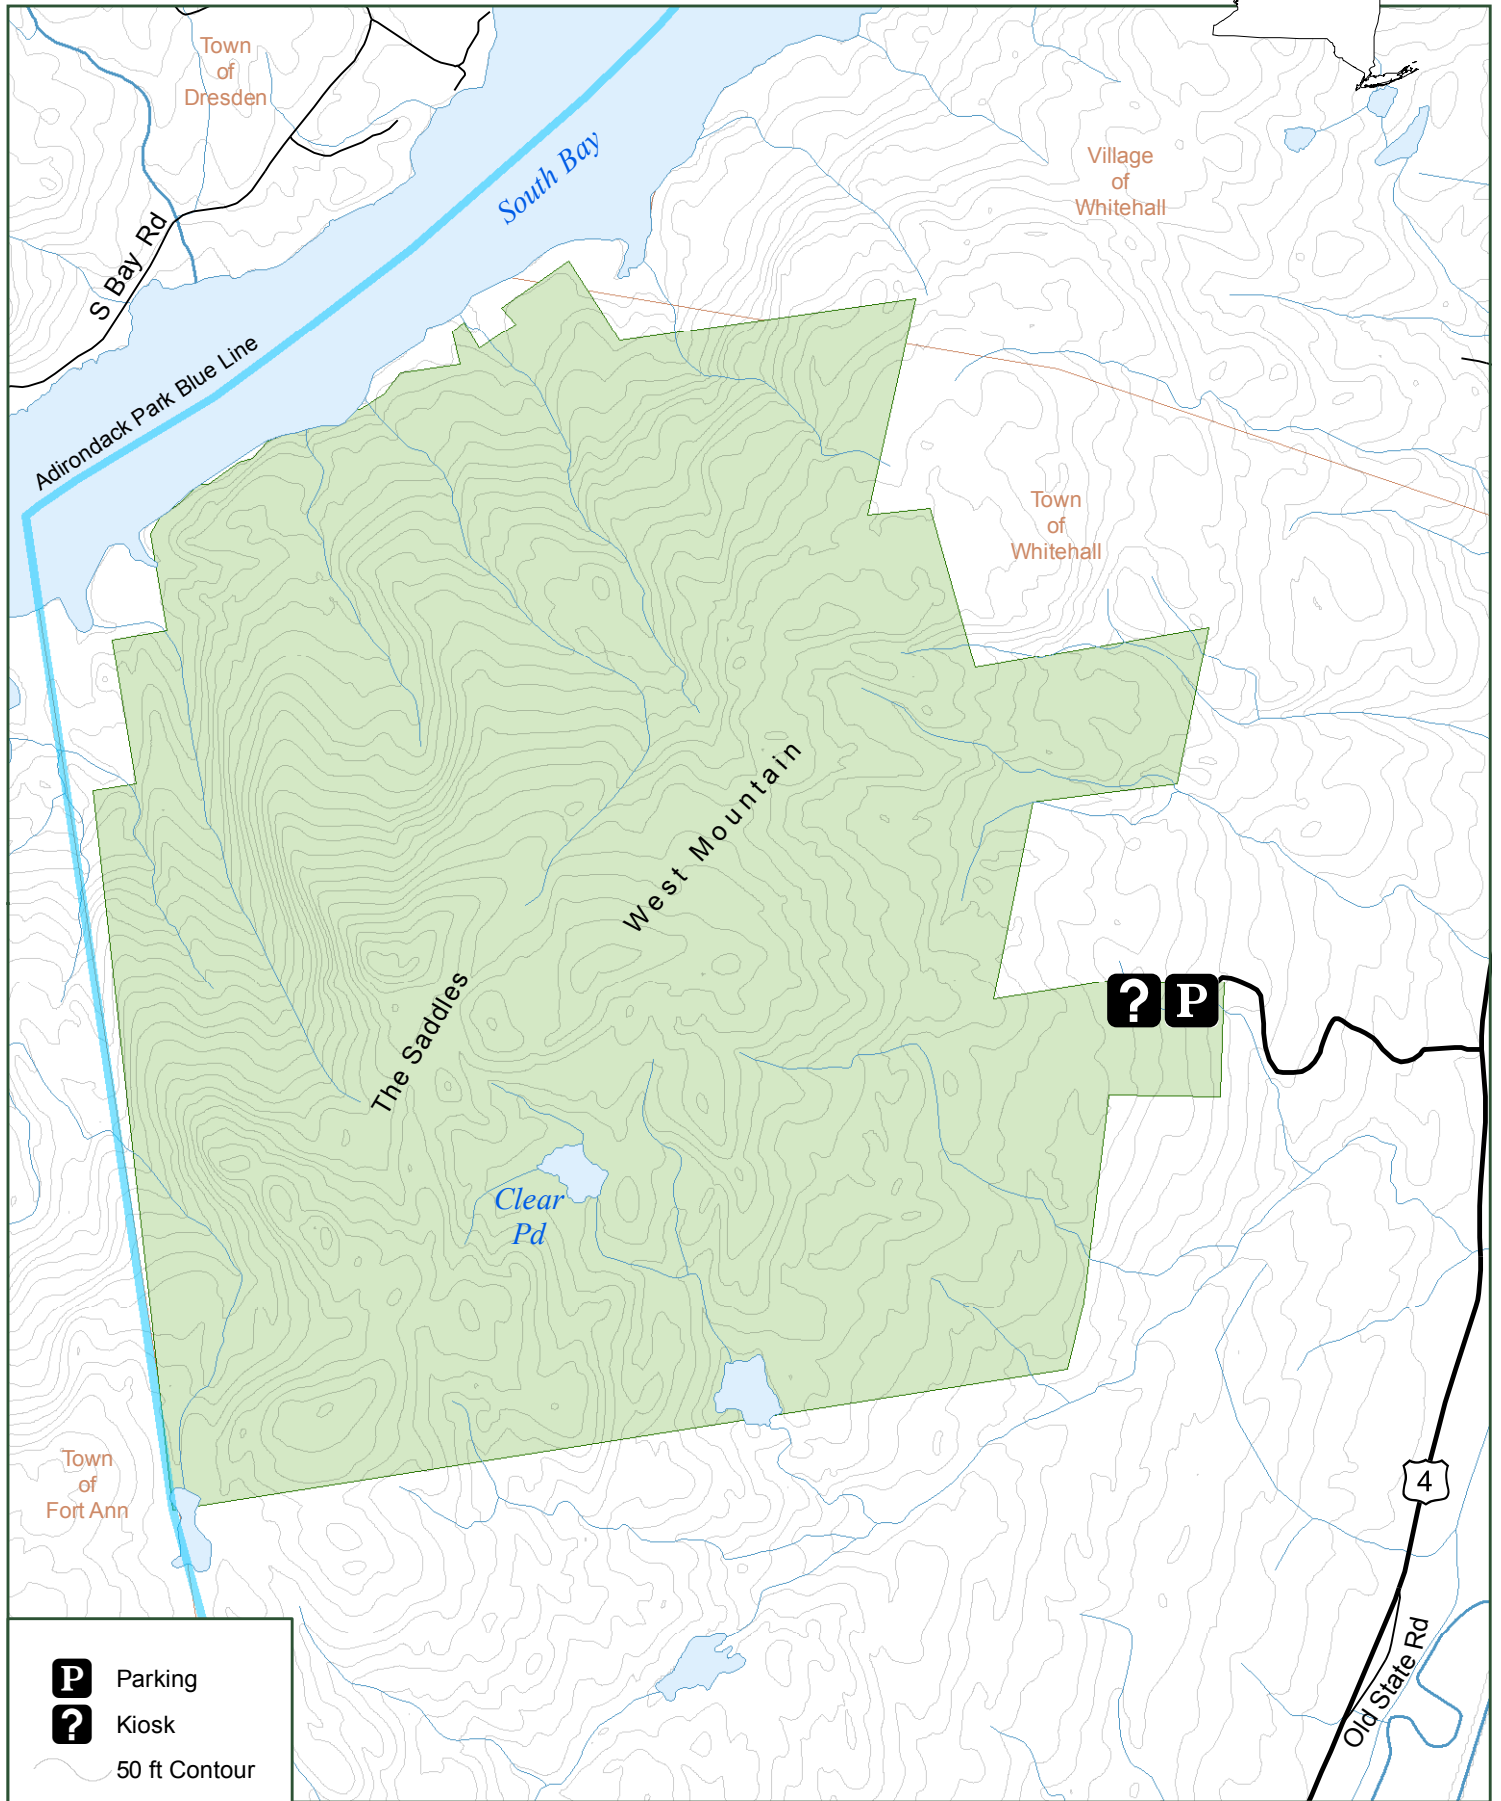 Town
of
Dresden
South Bay
Village
of
Whitehall
S Bay Rd
Adirondack Park Blue Line
Town
of
Whitehall
West Mountain
The Saddles
? P
Clear
Pd
Town
of
Fort Ann
4
Old State Rd
P Parking
? Kiosk
50 ft Contour